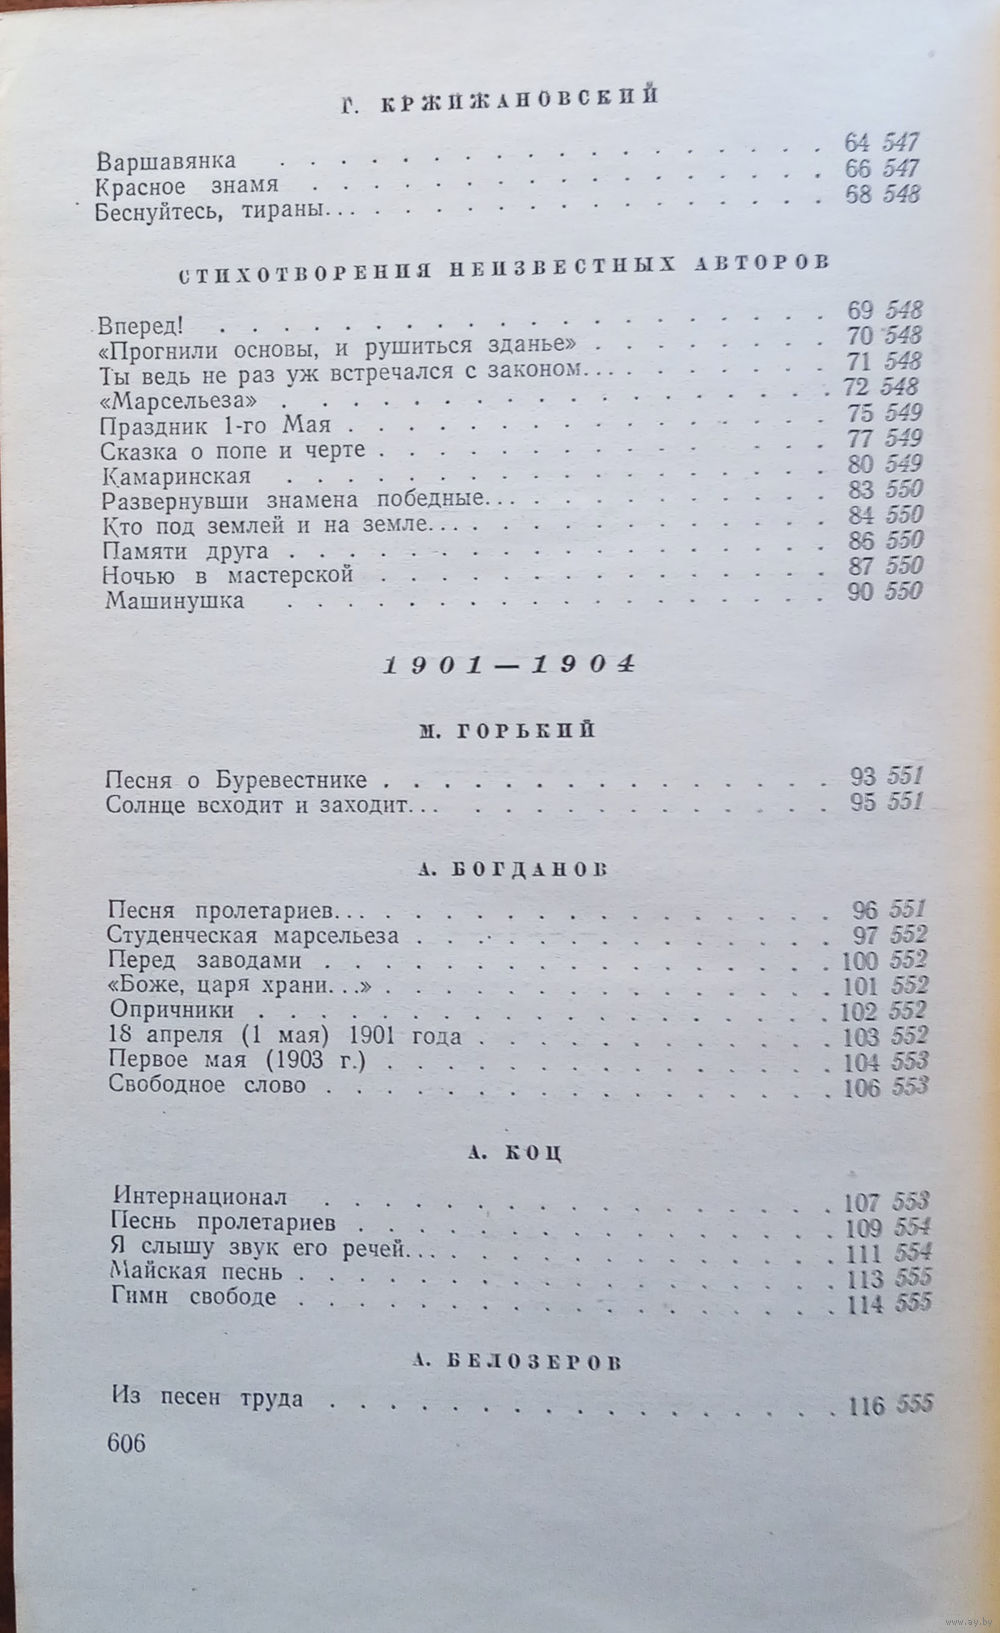 Г. КРЖИЖАНОВСКИЙ
Варшавянка . . . . . . . . . . . . . . . . . . 64 547
Красное знамя . . . . . . . . . . . . . . . . . 66 547
Беснуйтесь, тираны... . . . . . . . . . . . . . . . 68 548
СТИХОТВОРЕНИЯ НЕИЗВЕСТНЫХ АВТОРОВ
Вперед! . . . . . . . . . . . . . . . . . . . . 69 548
«Прогнили основы, и рушиться зданье» . . . . . . . . 70 548
Ты ведь не раз уж встречался с законом... . . . . . . . 71 548
«Марсельеза» . . . . . . . . . . . . . . . . . . 72 548
Праздник 1-го Мая . . . . . . . . . . . . . . . . 75 549
Сказка о попе и черте . . . . . . . . . . . . . . . 77 549
Камаринская . . . . . . . . . . . . . . . . . . 80 549
Развернувши знамена победные... . . . . . . . . . . . 83 550
Кто под землей и на земле... . . . . . . . . . . . . . 84 550
Памяти друга . . . . . . . . . . . . . . . . . . 86 550
Ночью в мастерской . . . . . . . . . . . . . . . 87 550
Машинушка . . . . . . . . . . . . . . . . . . 90 550
1901—1904
М. ГОРЬКИЙ
Песня о Буревестнике . . . . . . . . . . . . . . . 93 551
Солнце всходит и заходит... . . . . . . . . . . . . . 95 551
А. БОГДАНОВ
Песня пролетариев... . . . . . . . . . . . . . . . . 96 551
Студенческая марсельеза . . . . . . . . . . . . . . 97 552
Перед заводами . . . . . . . . . . . . . . . . . 100 552
«Боже, царя храни...» . . . . . . . . . . . . . . . 101 552
Опричники . . . . . . . . . . . . . . . . . . . 102 552
18 апреля (1 мая) 1901 года . . . . . . . . . . . . 103 552
Первое мая (1903 г.) . . . . . . . . . . . . . . . 104 553
Свободное слово . . . . . . . . . . . . . . . . . 106 553
А. КОЦ
Интернационал . . . . . . . . . . . . . . . . . 107 553
Песнь пролетариев . . . . . . . . . . . . . . . . 109 554
Я слышу звук его речей... . . . . . . . . . . . . . . 111 554
Майская песнь . . . . . . . . . . . . . . . . . . 113 555
Гимн свободе . . . . . . . . . . . . . . . . . . 114 555
А. БЕЛОЗЕРОВ
Из песен труда . . . . . . . . . . . . . . . . . 116 555
606
www.ay.by